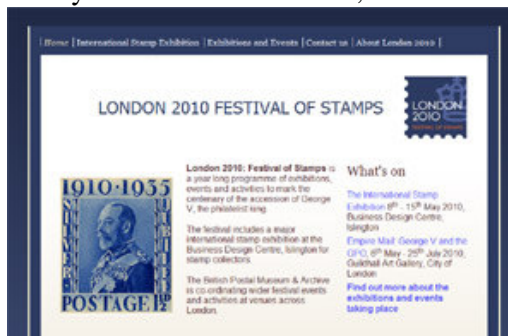 Home | International Stamp Exhibition | Exhibitions and Events | Contact us | About London 2010 |
LONDON 2010 FESTIVAL OF STAMPS
LONDON
2010
FESTIVAL OF STAMPS
1910·1935
SILVER
JUBILEE
POSTAGE 1½D
London 2010: Festival of Stamps is
a year long programme of exhibitions,
events and activities to mark the
centenary of the accession of George
V, the philatelist king.
The festival includes a major
international stamp exhibition at the
Business Design Centre, Islington for
stamp collectors.
The British Postal Museum & Archive
is co-ordinating wider festival events
and activities at venues across
London.
What's on
The International Stamp
Exhibition 8th - 15th May 2010,
Business Design Centre,
Islington
Empire Mail: George V and the
GPO, 6th May - 25th July 2010,
Guildhall Art Gallery, City of
London
Find out more about the
exhibitions and events
taking place